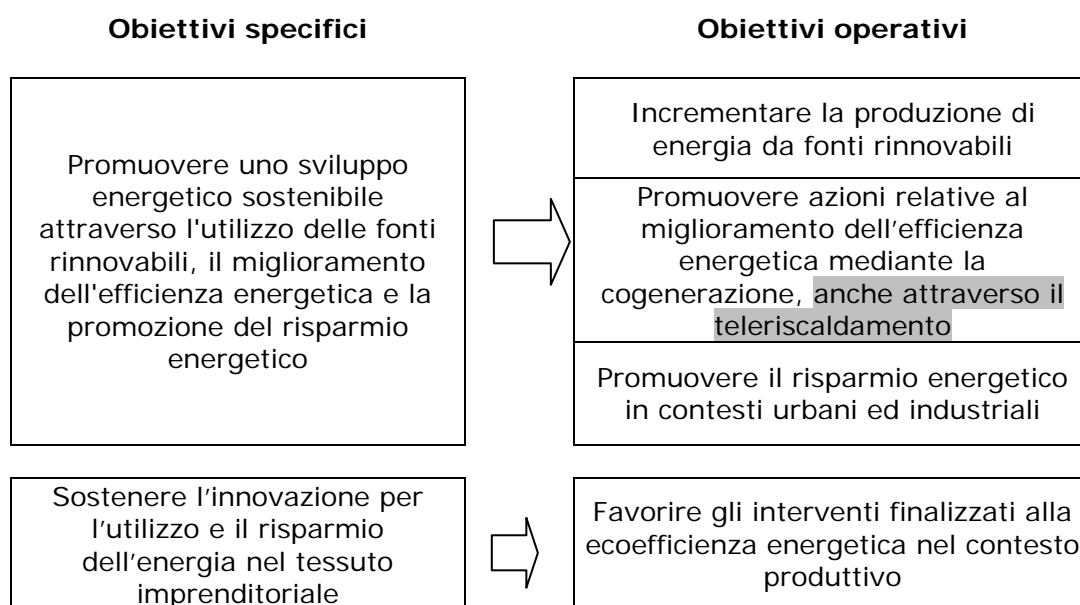 Obiettivi specifici
Obiettivi operativi
Promuovere uno sviluppo
energetico sostenibile
attraverso l'utilizzo delle fonti
rinnovabili, il miglioramento
dell'efficienza energetica e la
promozione del risparmio
energetico
Incrementare la produzione di
energia da fonti rinnovabili
Promuovere azioni relative al
miglioramento dell’efficienza
energetica mediante la
cogenerazione, anche attraverso il
teleriscaldamento
Promuovere il risparmio energetico
in contesti urbani ed industriali
Sostenere l’innovazione per
l’utilizzo e il risparmio
dell’energia nel tessuto
imprenditoriale
Favorire gli interventi finalizzati alla
ecoefficienza energetica nel contesto
produttivo